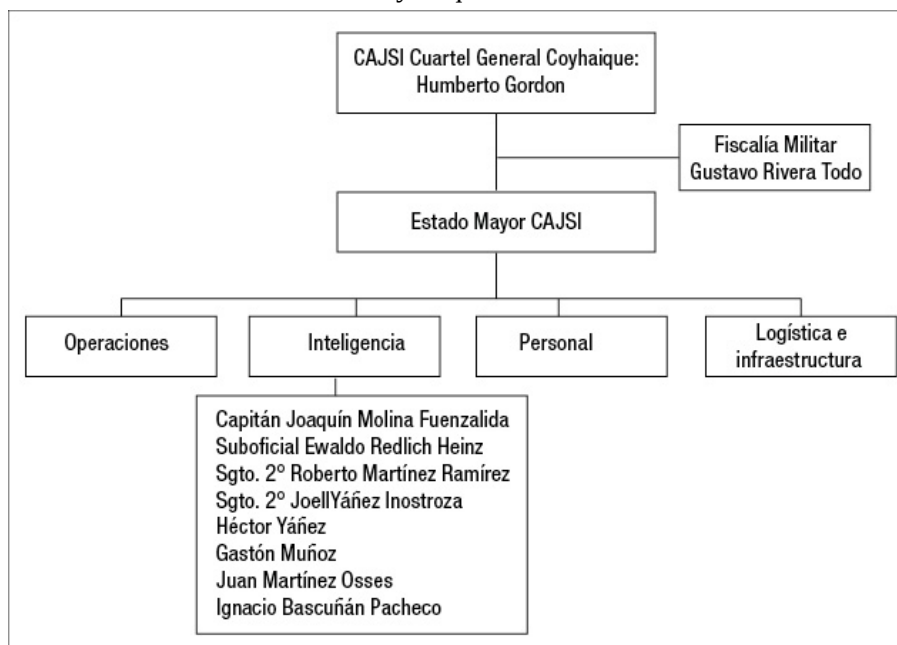 CAJSI Cuartel General Coyhaique:
Humberto Gordon
Fiscalía Militar
Gustavo Rivera Todo
Estado Mayor CAJSI
Operaciones
Inteligencia
Personal
Logística e
infraestructura
Capitán Joaquín Molina Fuenzalida
Suboficial Ewaldo Redlich Heinz
Sgto. 2º Roberto Martínez Ramírez
Sgto. 2º JoellYáñez Inostroza
Héctor Yáñez
Gastón Muñoz
Juan Martínez Osses
Ignacio Bascuñán Pacheco